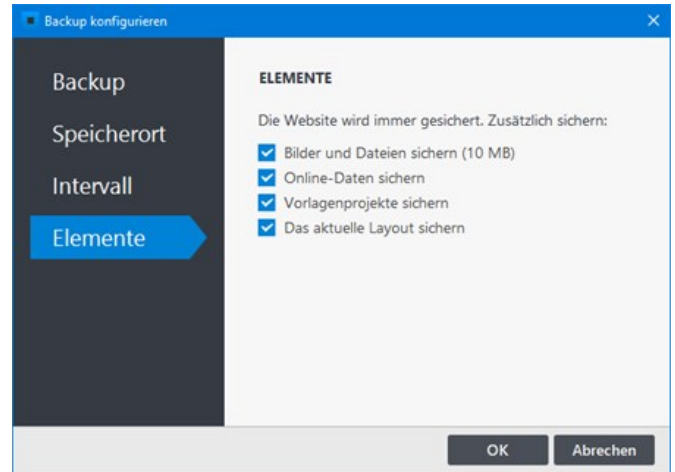 Backup konfigurieren
Backup
Speicherort
Intervall
Elemente
ELEMENTE
Die Website wird immer gesichert. Zusätzlich sichern:
Bilder und Dateien sichern (10 MB)
Online-Daten sichern
Vorlagenprojekte sichern
Das aktuelle Layout sichern
OK
Abrechen